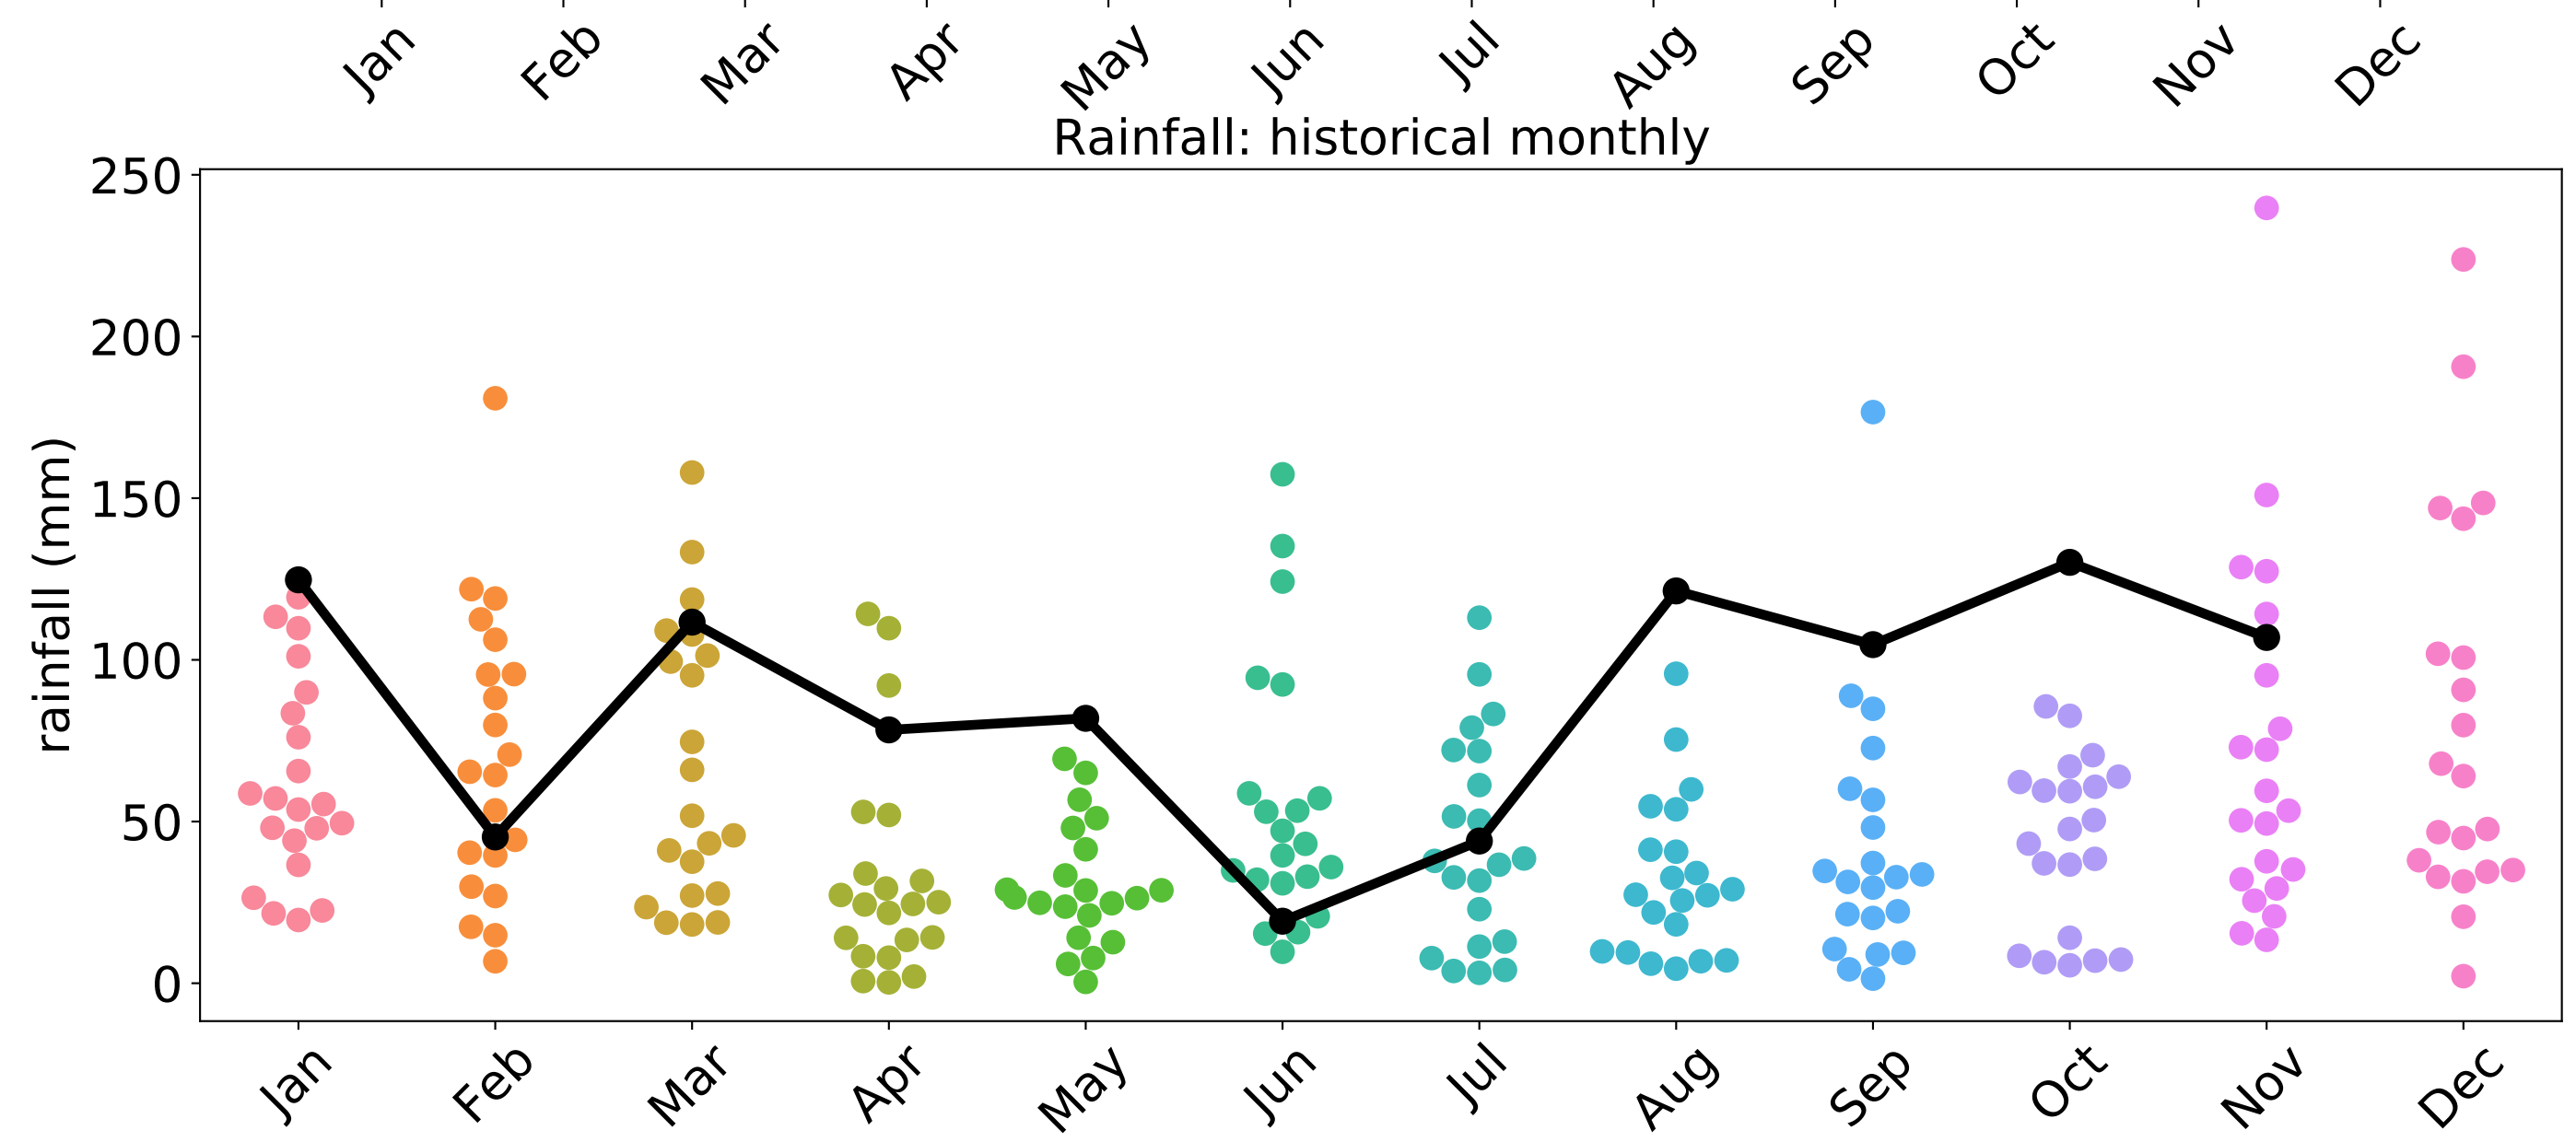 Jan Feb Mar Apr May Jun Jul Aug Sep Oct Nov Dec
Rainfall: historical monthly
rainfall (mm)
250
200
150
100
50
0
Jan Feb Mar Apr May Jun Jul Aug Sep Oct Nov Dec